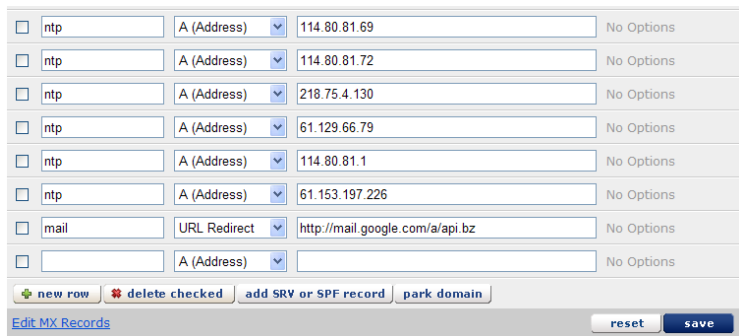 ntp A (Address) 114.80.81.69 No Options
ntp A (Address) 114.80.81.72 No Options
ntp A (Address) 218.75.4.130 No Options
ntp A (Address) 61.129.66.79 No Options
ntp A (Address) 114.80.81.1 No Options
ntp A (Address) 61.153.197.226 No Options
mail URL Redirect http://mail.google.com/a/api.bz No Options
A (Address) No Options
new row delete checked add SRV or SPF record park domain
Edit MX Records reset save